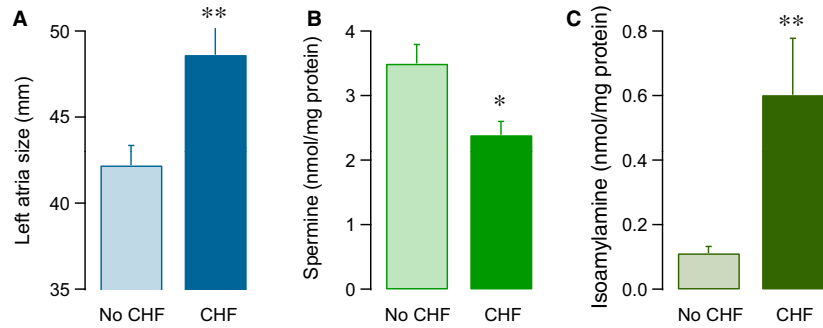 A
Left atria size (mm)
50
45
40
35
**
No CHF
CHF
B
Spermine (nmol/mg protein)
4
3
2
1
0
*
No CHF
CHF
C
Isoamylamine (nmol/mg protein)
0.8
0.6
0.4
0.2
0.0
**
No CHF
CHF